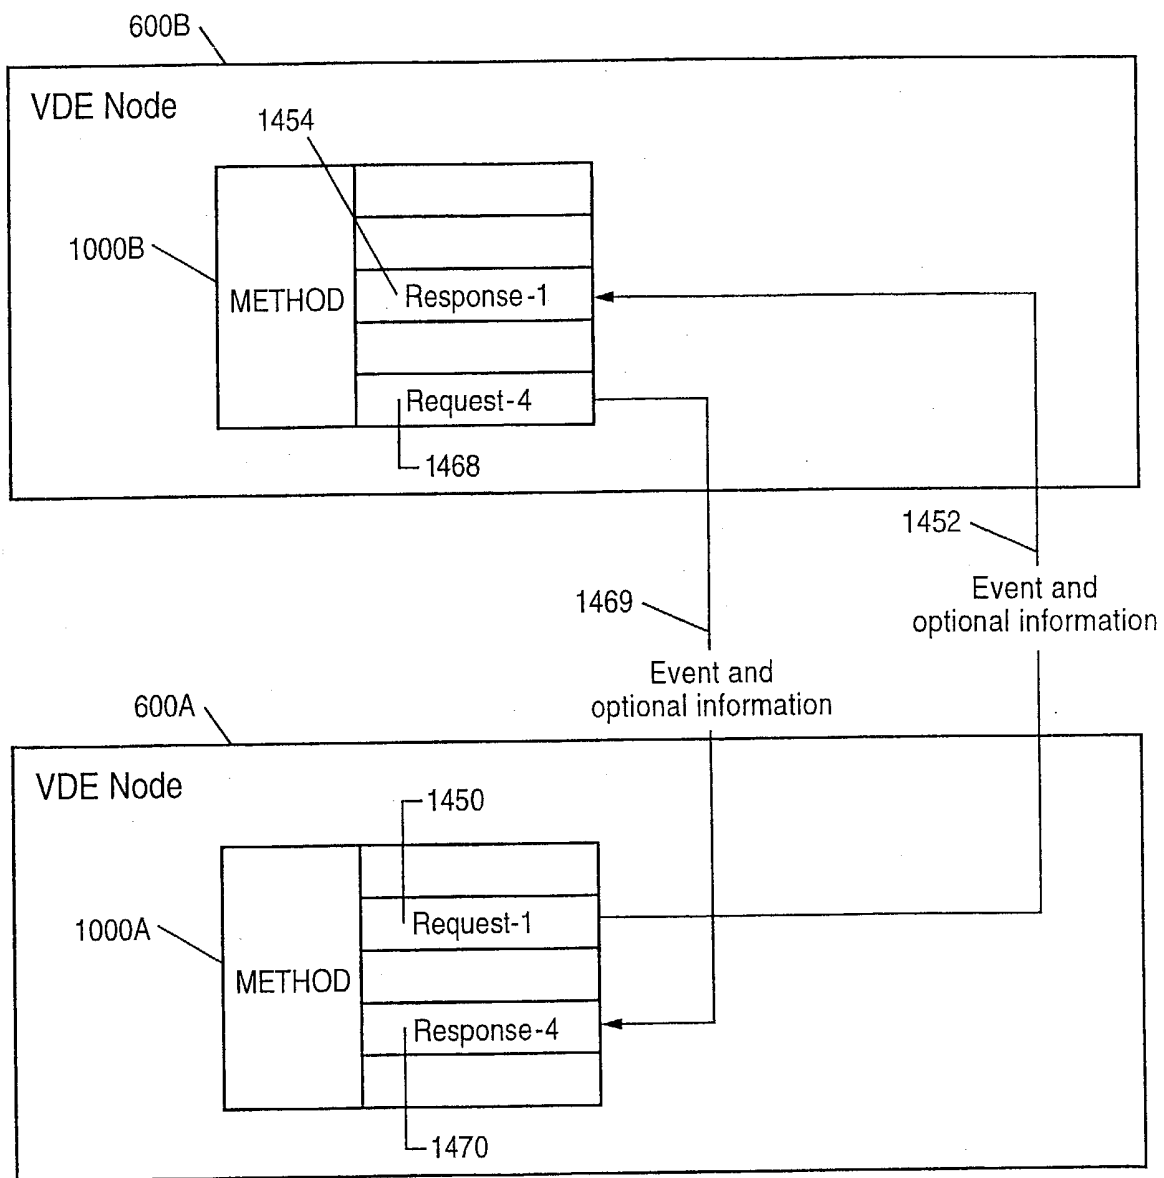 600B
VDE Node
1454
1000B
METHOD
Response-1
Request-4
1468
1452
Event and
optional information
1469
Event and
optional information
600A
VDE Node
1450
1000A
Request-1
METHOD
Response-4
1470